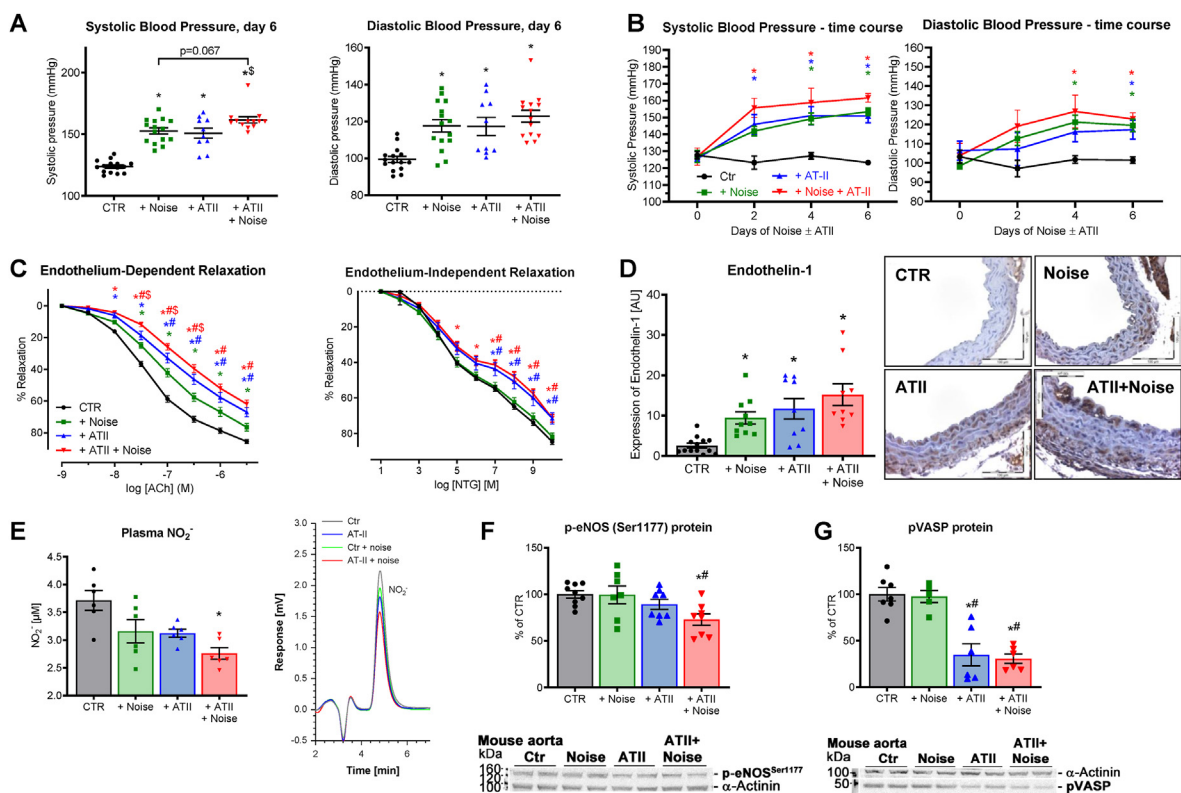 A
Systolic Blood Pressure, day 6
p=0.067
*$
*
*
Systolic pressure (mmHg)
200
150
100
CTR
+ Noise
+ ATII
+ ATII
+ Noise
Diastolic Blood Pressure, day 6
*
*
*
Diastolic pressure (mmHg)
160
140
120
100
80
CTR
+ Noise
+ ATII
+ ATII
+ Noise
B
Systolic Blood Pressure - time course
Systolic Pressure (mmHg)
190
180
170
160
150
140
130
120
* * * *
* * *
* *
Ctr
+ Noise
+ AT-II
+ Noise + AT-II
0 2 4 6
Days of Noise ± ATII
Diastolic Blood Pressure - time course
Diastolic Pressure (mmHg)
160
150
140
130
120
110
100
90
80
* *
*
* *
0 2 4 6
Days of Noise ± ATII
C
Endothelium-Dependent Relaxation
% Relaxation
0
20
40
60
80
* *#$ *#$ *#$ *# *#
* * *# *# *# *#
* * * * *
CTR
+ Noise
+ ATII
+ ATII + Noise
-9 -8 -7 -6
log [ACh] (M)
Endothelium-Independent Relaxation
% Relaxation
0
20
40
60
80
* * *# *# *# *#
*# *# *# *#
1 3 5 7 9
log [NTG] [M]
D
Endothelin-1
Expression of Endothelin-1 [AU]
40
30
20
10
0
*
*
*
CTR
+ Noise
+ ATII
+ ATII
+ Noise
CTR
Noise
ATII
ATII+Noise
E
Plasma NO₂⁻
NO₂⁻ [µM]
4.5
4.0
3.5
3.0
2.5
2.0
*
CTR
+ Noise
+ ATII
+ ATII
+ Noise
Response [mV]
3.0
2.5
2.0
1.5
1.0
0.5
0.0
-0.5
Ctr
AT-II
Ctr + noise
AT-II + noise
NO₂⁻
2 4 6
Time [min]
F
p-eNOS (Ser1177) protein
% of CTR
150
100
50
0
*#
CTR
+ Noise
+ ATII
+ ATII
+ Noise
Mouse aorta
kDa
Ctr
Noise
ATII
ATII+
Noise
160
120
100
- p-eNOS^Ser1177
- α-Actinin
G
pVASP protein
% of CTR
150
100
50
0
*#
*#
CTR
+ Noise
+ ATII
+ ATII
+ Noise
Mouse aorta
kDa
Ctr
Noise
ATII
ATII+
Noise
100
50
- α-Actinin
- pVASP